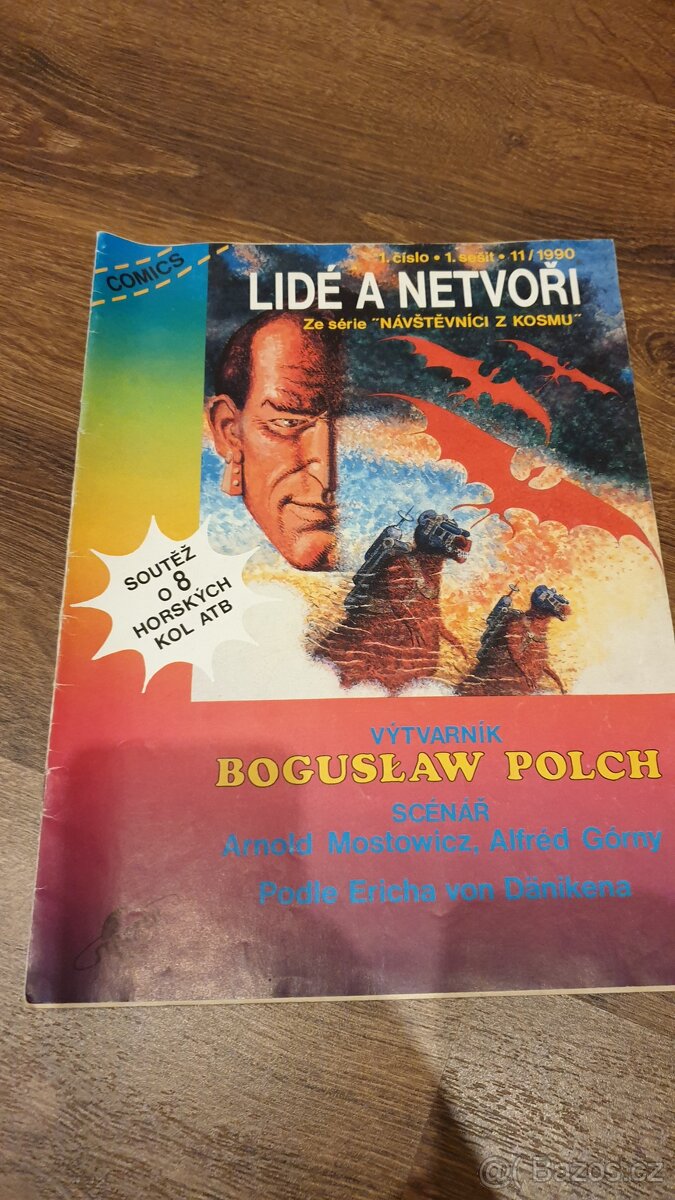 COMICS
1. číslo • 1. sešit • 11/1990
LIDÉ A NETVOŘI
Ze série "NÁVŠTĚVNÍCI Z KOSMU"
SOUTĚŽ
O 8
HORSKÝCH
KOL ATB
VÝTVARNÍK
BOGUSŁAW POLCH
SCÉNÁŘ
Arnold Mostowicz, Alfréd Górny
Podle Ericha von Dänikena
Bazos.cz